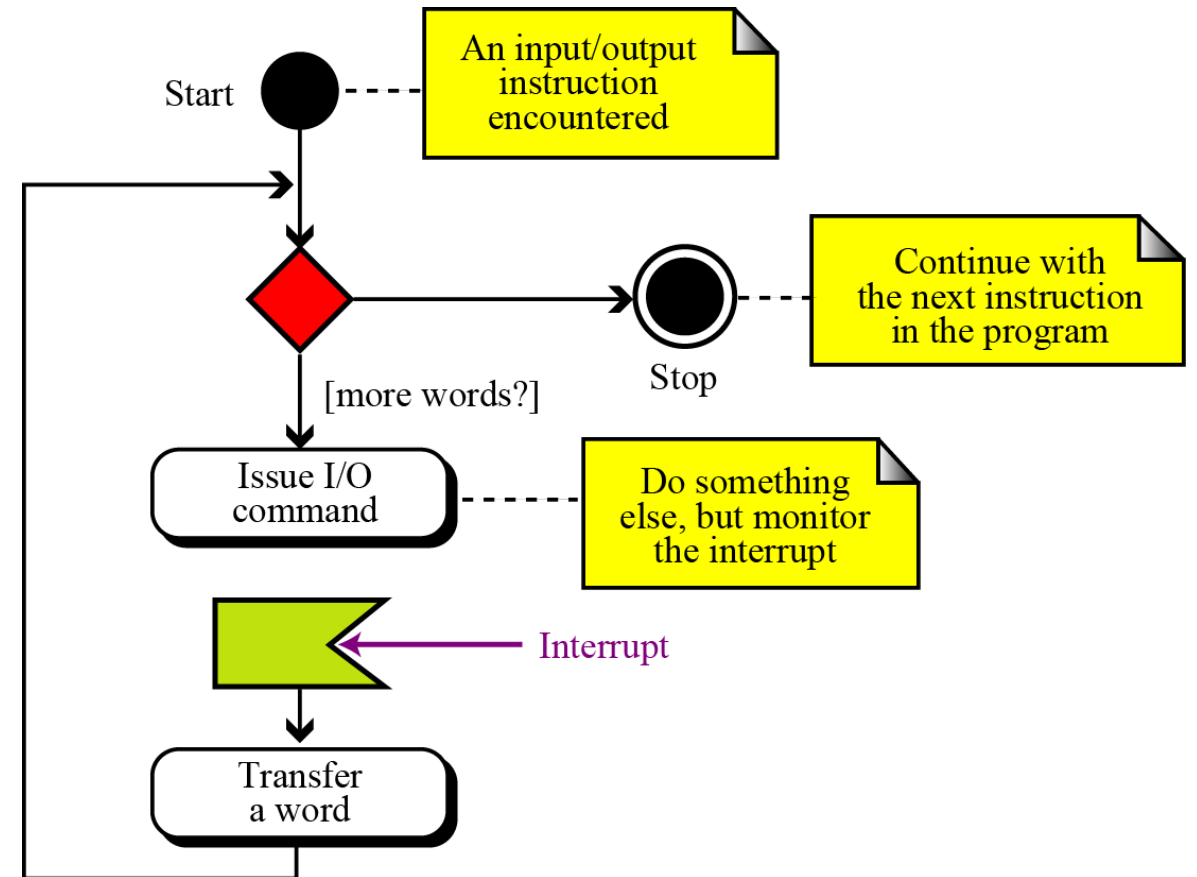 An input/output
instruction
encountered
Start
Continue with
the next instruction
in the program
Stop
[more words?]
Issue I/O
command
Do something
else, but monitor
the interrupt
Interrupt
Transfer
a word